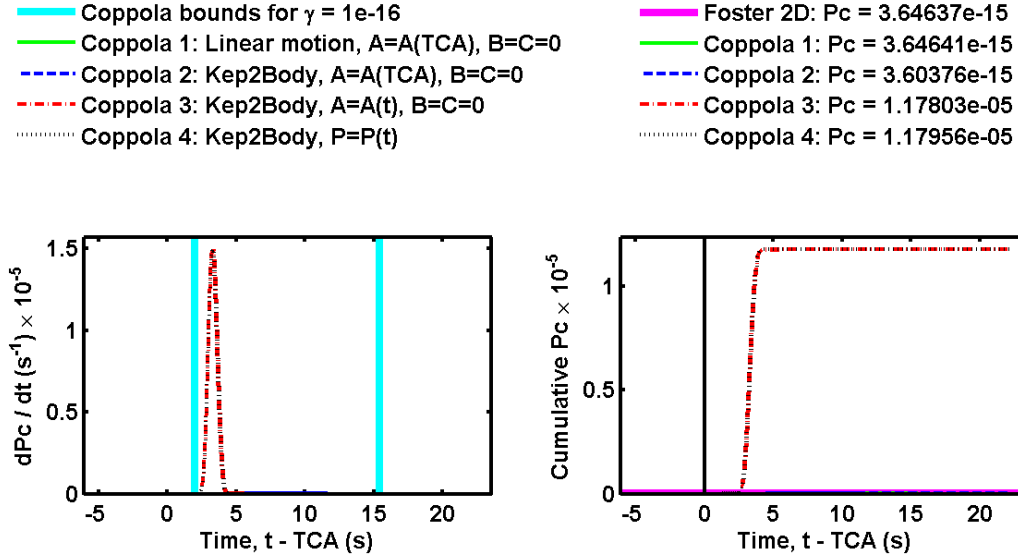 Coppola bounds for γ = 1e-16
Coppola 1: Linear motion, A=A(TCA), B=C=0
Coppola 2: Kep2Body, A=A(TCA), B=C=0
Coppola 3: Kep2Body, A=A(t), B=C=0
Coppola 4: Kep2Body, P=P(t)
Foster 2D: Pc = 3.64637e-15
Coppola 1: Pc = 3.64641e-15
Coppola 2: Pc = 3.60376e-15
Coppola 3: Pc = 1.17803e-05
Coppola 4: Pc = 1.17956e-05
dPc / dt (s⁻¹) × 10⁻⁵
1.5
1
0.5
0
-5 0 5 10 15 20
Time, t - TCA (s)
Cumulative Pc × 10⁻⁵
1
0.5
0
-5 0 5 10 15 20
Time, t - TCA (s)